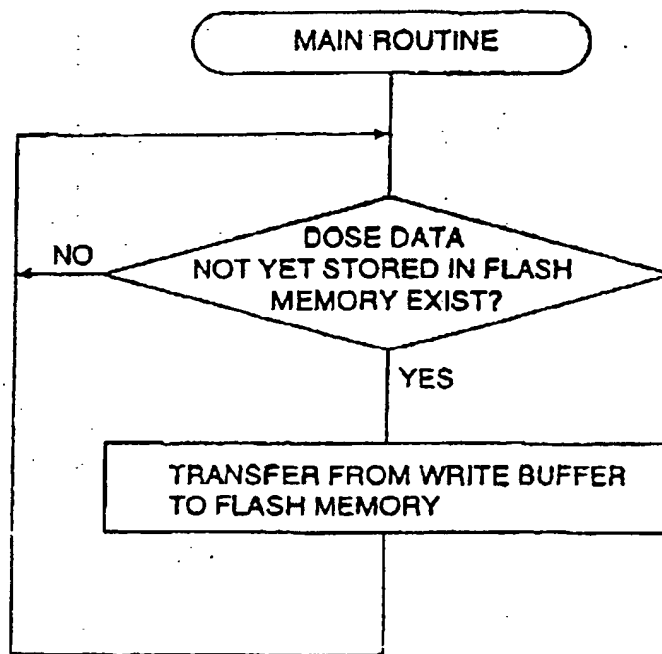 MAIN ROUTINE
DOSE DATA
NOT YET STORED IN FLASH
MEMORY EXIST?
NO
YES
TRANSFER FROM WRITE BUFFER
TO FLASH MEMORY